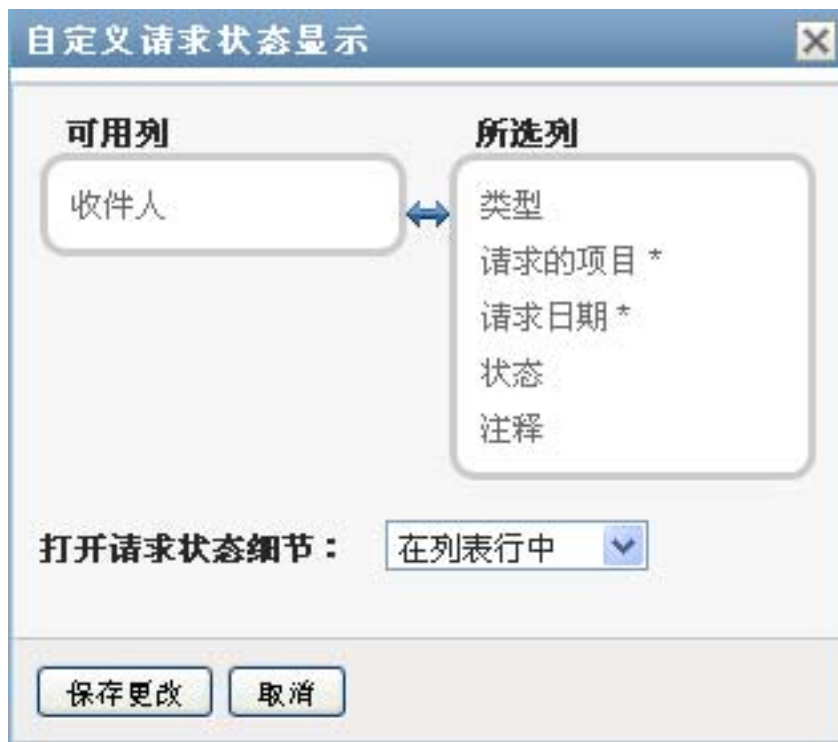 自定义请求状态显示
可用列
所选列
收件人
类型
请求的项目 *
请求日期 *
状态
注释
打开请求状态细节：
在列表行中
保存更改
取消